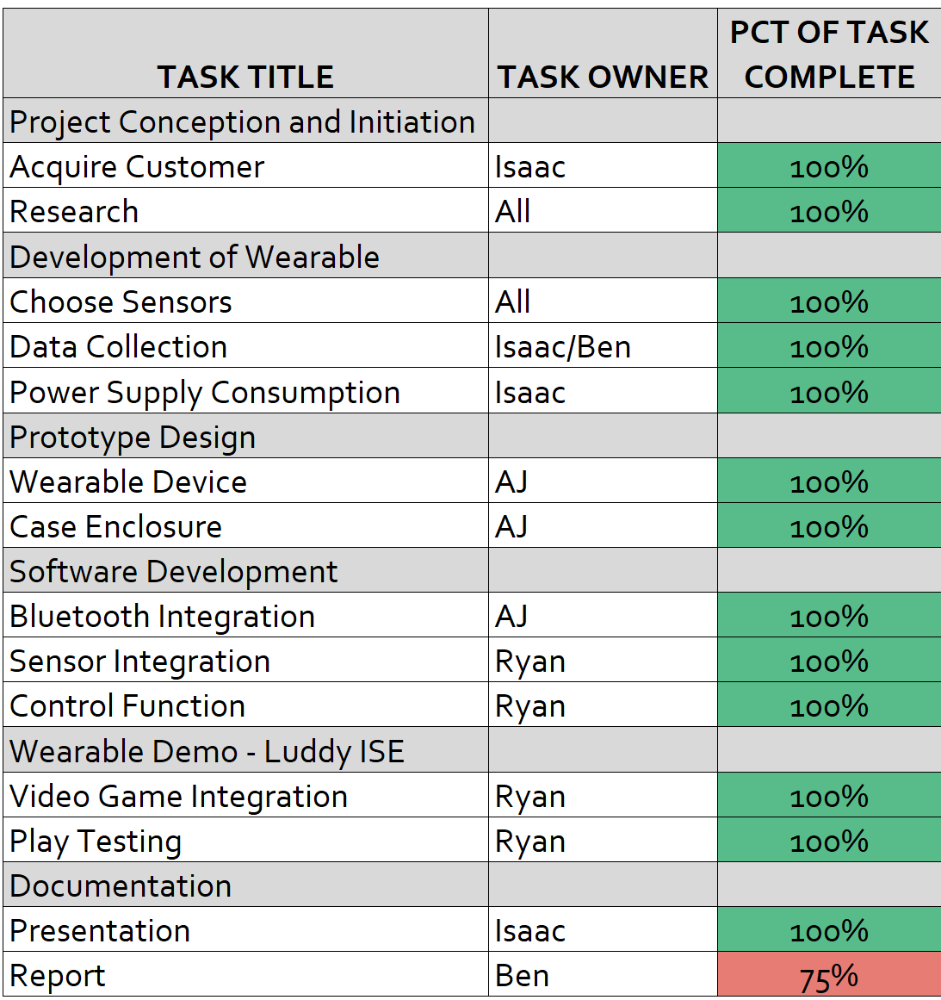 TASK TITLE TASK OWNER PCT OF TASK COMPLETE
Project Conception and Initiation
Acquire Customer Isaac 100%
Research All 100%
Development of Wearable
Choose Sensors All 100%
Data Collection Isaac/Ben 100%
Power Supply Consumption Isaac 100%
Prototype Design
Wearable Device AJ 100%
Case Enclosure AJ 100%
Software Development
Bluetooth Integration AJ 100%
Sensor Integration Ryan 100%
Control Function Ryan 100%
Wearable Demo - Luddy ISE
Video Game Integration Ryan 100%
Play Testing Ryan 100%
Documentation
Presentation Isaac 100%
Report Ben 75%